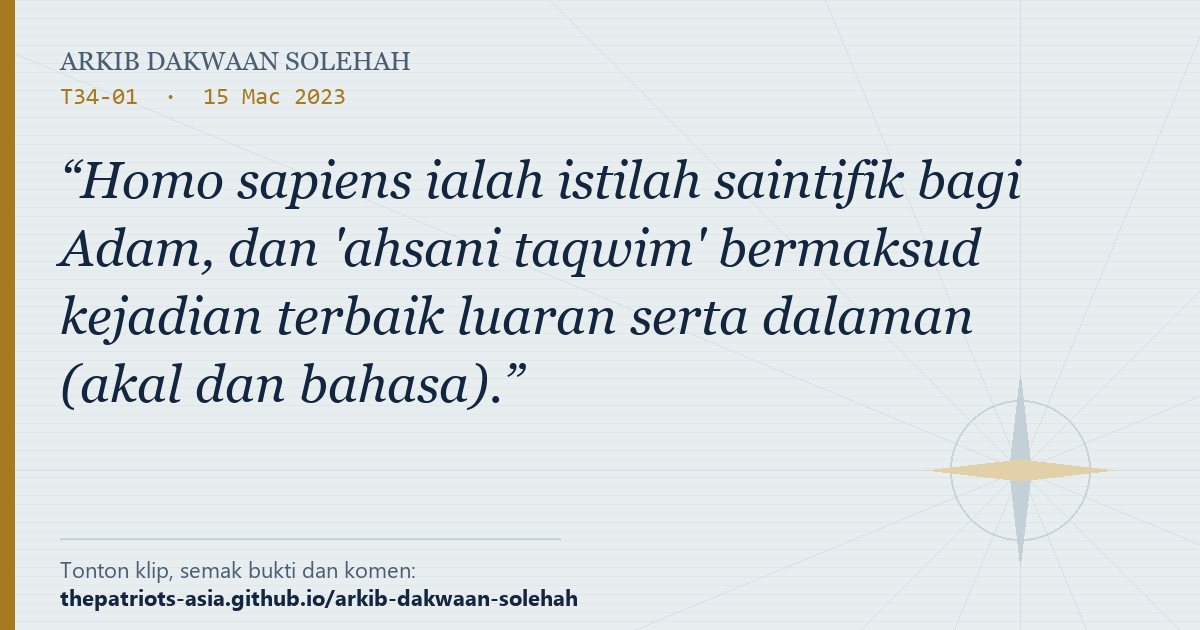 ARKIB DAKWAAN SOLEHAH
T34-01 · 15 Mac 2023
“Homo sapiens ialah istilah saintifik bagi
Adam, dan 'ahsani taqwim' bermaksud
kejadian terbaik luaran serta dalaman
(akal dan bahasa).”
Tonton klip, semak bukti dan komen:
thepatriots-asia.github.io/arkib-dakwaan-solehah